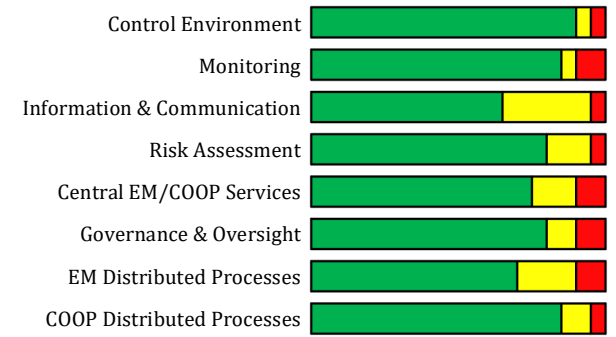 Control Environment
Monitoring
Information & Communication
Risk Assessment
Central EM/COOP Services
Governance & Oversight
EM Distributed Processes
COOP Distributed Processes